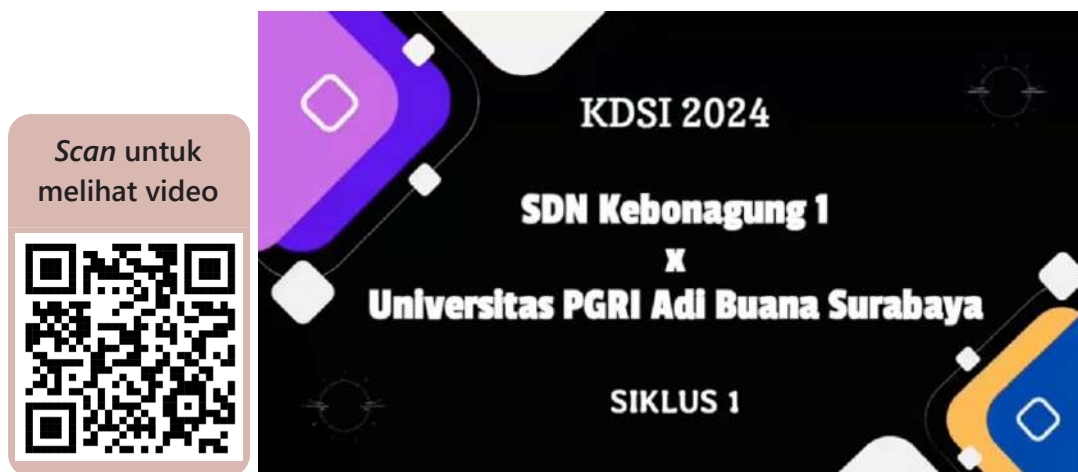 Scan untuk
melihat video
KDSI 2024
SDN Kebonagung 1
x
Universitas PGRI Adi Buana Surabaya
SIKLUS 1